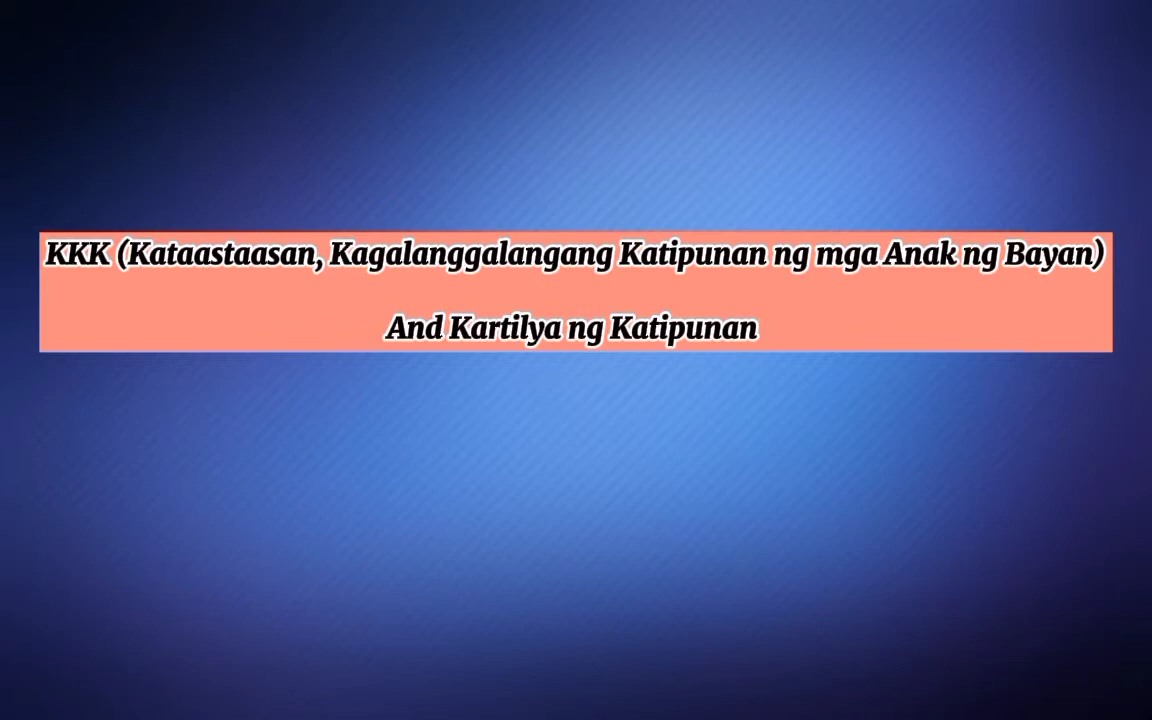 KKK (Kataastaasan, Kagalanggalangang Katipunan ng mga Anak ng Bayan)
And Kartilya ng Katipunan